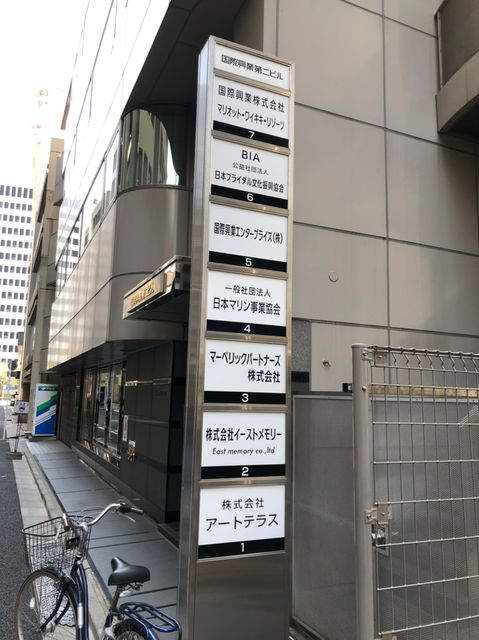 国際興業第二ビル
国際興業株式会社
マリオット・ワイキキ・リゾーツ
7
BIA
公益社団法人
日本ブライダル文化振興協会
6
国際興業エンタープライズ(株)
5
一般社団法人
日本マリン事業協会
4
マーベリックパートナーズ
株式会社
3
株式会社イーストメモリー
East memory co.,ltd
2
株式会社
アートテラス
1